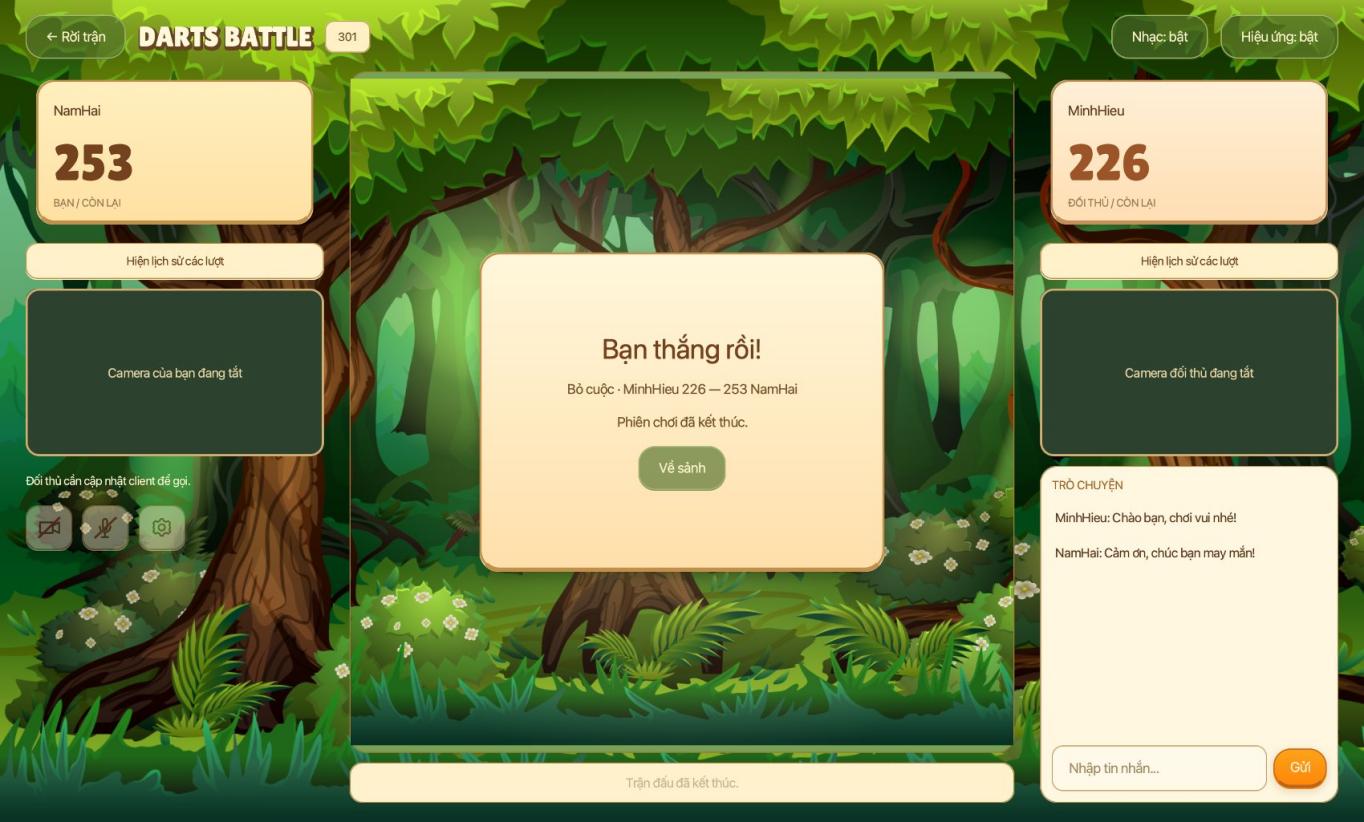 ← Rời trận
DARTS BATTLE
301
Nhạc: bật
Hiệu ứng: bật
NamHai
253
BẠN / CÒN LẠI
Hiện lịch sử các lượt
Camera của bạn đang tắt
Đối thủ cần cập nhật client để gọi.
Bạn thắng rồi!
Bỏ cuộc · MinhHieu 226 — 253 NamHai
Phiên chơi đã kết thúc.
Về sảnh
Trận đấu đã kết thúc.
MinhHieu
226
ĐỐI THỦ / CÒN LẠI
Hiện lịch sử các lượt
Camera đối thủ đang tắt
TRÒ CHUYỆN
MinhHieu: Chào bạn, chơi vui nhé!
NamHai: Cảm ơn, chúc bạn may mắn!
Nhập tin nhắn...
Gửi